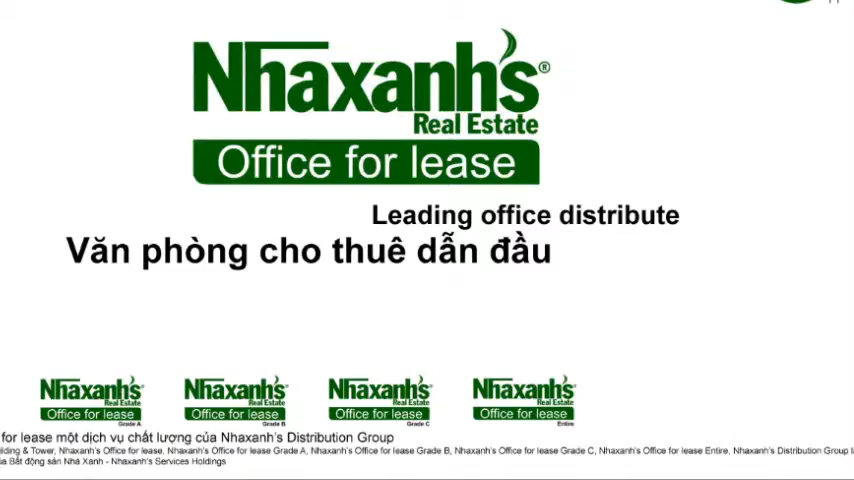 Nhaxanh's®
Real Estate
Office for lease
Leading office distribute
Văn phòng cho thuê dẫn đầu
Nhaxanh's® Nhaxanh's® Nhaxanh's® Nhaxanh's®
Real Estate Real Estate Real Estate Real Estate
Office for lease Office for lease Office for lease Office for lease
Grade A Grade B Grade C Entire
for lease một dịch vụ chất lượng của Nhaxanh's Distribution Group
& Tower, Nhaxanh's Office for lease, Nhaxanh's Office for lease Grade A, Nhaxanh's Office for lease Grade B, Nhaxanh's Office for lease Grade C, Nhaxanh's Office for lease Entire, Nhaxanh's Distribution Group
Bất động sản Nhà Xanh - Nhaxanh's Services Holdings